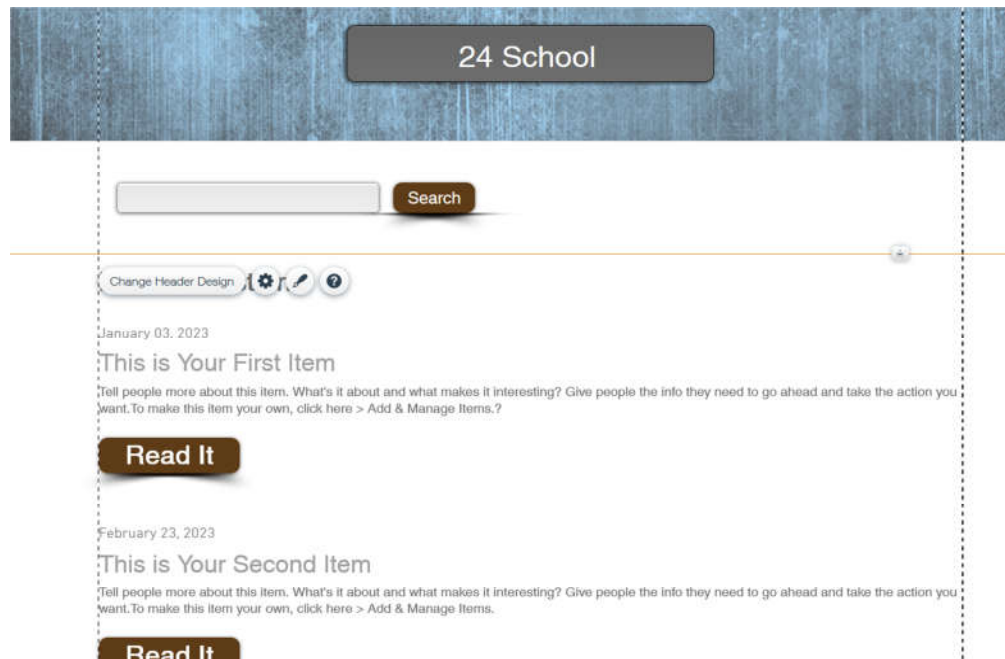 24 School
Search
Change Header Design
January 03, 2023
This is Your First Item
Tell people more about this item. What's it about and what makes it interesting? Give people the info they need to go ahead and take the action you
want.To make this item your own, click here > Add & Manage Items.?
Read It
February 23, 2023
This is Your Second Item
Tell people more about this item. What's it about and what makes it interesting? Give people the info they need to go ahead and take the action you
want.To make this item your own, click here > Add & Manage Items.
Read It